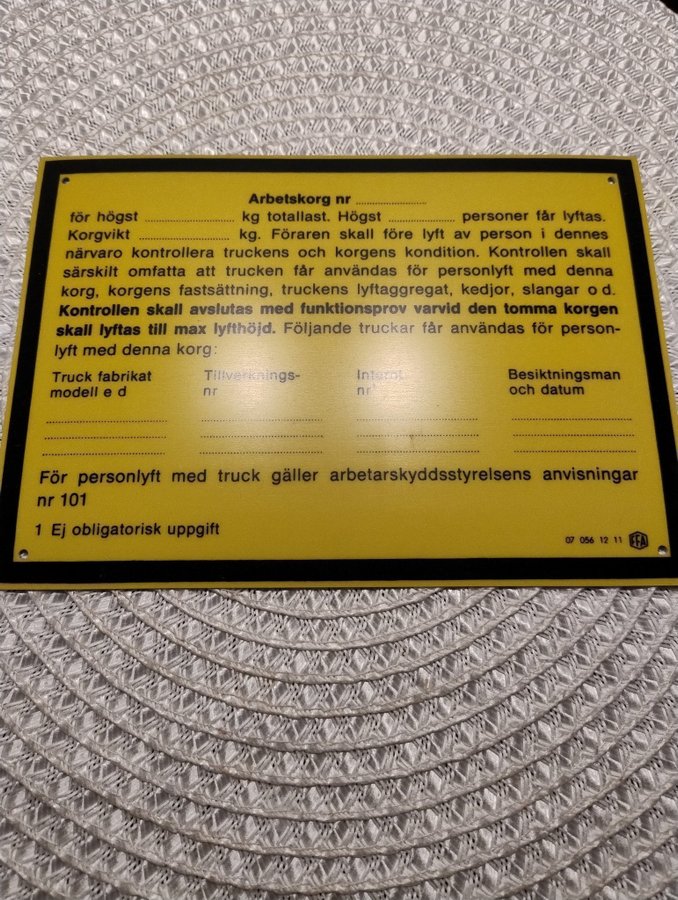 Arbetskorg nr ....................
för högst .................... kg totallast. Högst .................... personer får lyftas.
Korgvikt .................... kg. Föraren skall före lyft av person i dennes
närvaro kontrollera truckens och korgens kondition. Kontrollen skall
särskilt omfatta att trucken får användas för personlyft med denna
korg, korgens fastsättning, truckens lyftaggregat, kedjor, slangar o d.
Kontrollen skall avslutas med funktionsprov varvid den tomma korgen
skall lyftas till max lyfthöjd. Följande truckar får användas för person-
lyft med denna korg:
Truck fabrikat Tillverknings- Internt Besiktningsman
modell e d nr nr¹ och datum
För personlyft med truck gäller arbetarskyddsstyrelsens anvisningar
nr 101
1 Ej obligatorisk uppgift
07 056 12 11 FFA